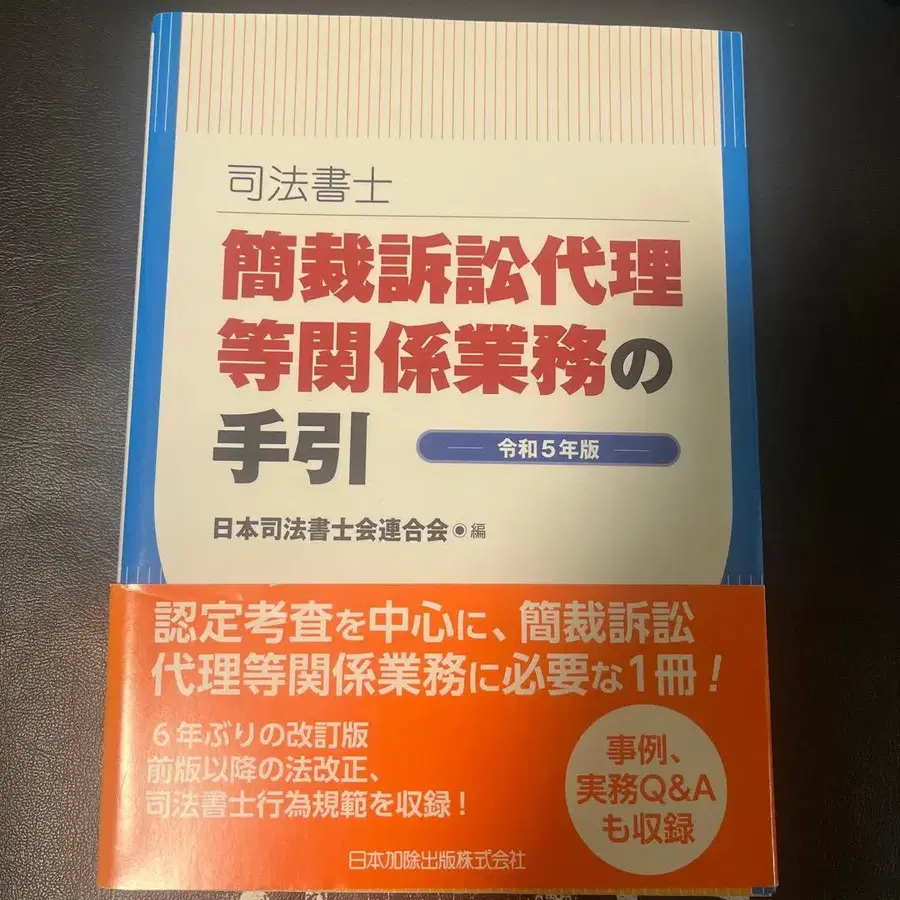 司法書士
簡裁訴訟代理
等関係業務の
手引
令和5年版
日本司法書士会連合会◉編
認定考査を中心に、簡裁訴訟
代理等関係業務に必要な1冊!
6年ぶりの改訂版
前版以降の法改正、
司法書士行為規範を収録!
事例、
実務Q&A
も収録
日本加除出版株式会社